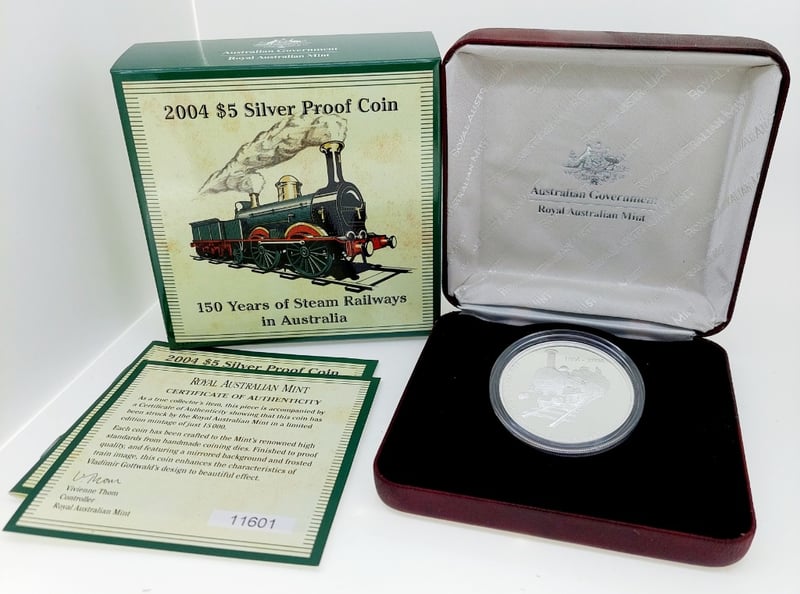 Australian Government
Royal Australian Mint
2004 $5 Silver Proof Coin
150 Years of Steam Railways
in Australia
Australian Government
Royal Australian Mint
2004 $5 Silver Proof Coin
ROYAL AUSTRALIAN MINT
CERTIFICATE OF AUTHENTICITY
As a true collector's item, this piece is accompanied by
a Certificate of Authenticity showing that this coin has
been struck by the Royal Australian Mint in a limited
edition mintage of just 15 000.
Each coin has been crafted to the Mint's renowned high
standards from handmade coining dies. Finished to proof
quality, and featuring a mirrored background and frosted
train image, this coin enhances the characteristics of
Vladimir Gottwald's design to beautiful effect.
Vivienne Thom
Controller
Royal Australian Mint
11601